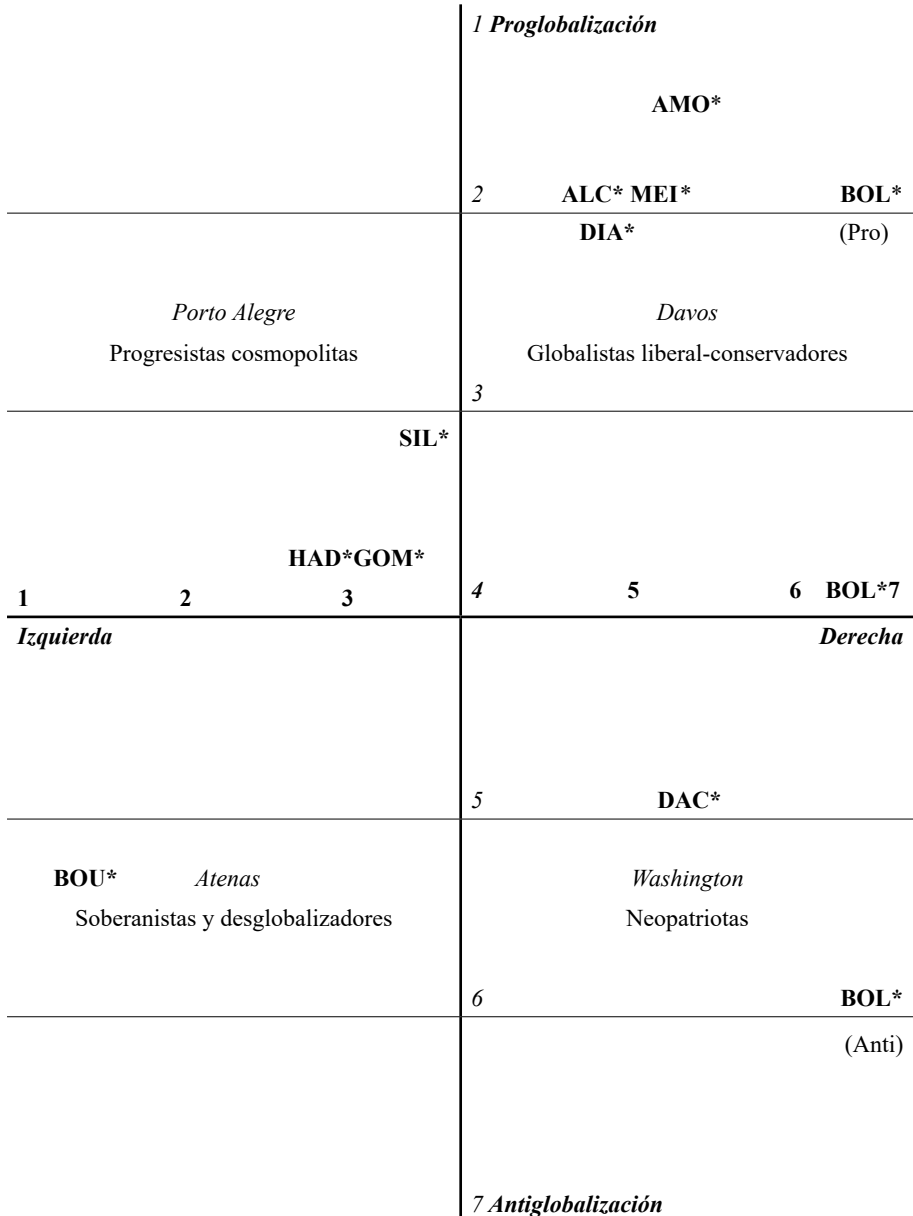 1 Proglobalización
AMO*
2 ALC* MEI* BOL*
DIA* (Pro)
Porto Alegre Davos
Progresistas cosmopolitas Globalistas liberal-conservadores
3
SIL*
HAD*GOM*
1 2 3 4 5 6 BOL*7
Izquierda Derecha
5 DAC*
BOU* Atenas Washington
Soberanistas y desglobalizadores Neopatriotas
6 BOL*
(Anti)
7 Antiglobalización